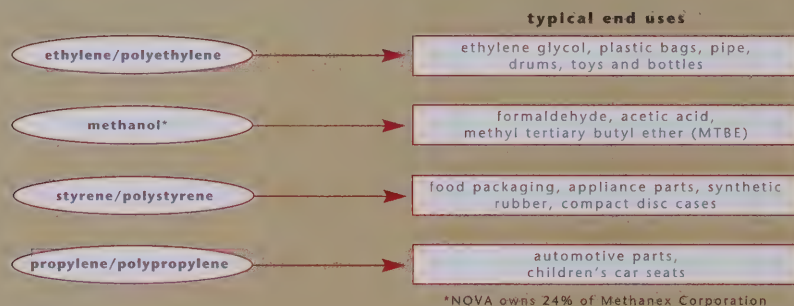 typical end uses
ethylene/polyethylene
ethylene glycol, plastic bags, pipe,
drums, toys and bottles
methanol*
formaldehyde, acetic acid,
methyl tertiary butyl ether (MTBE)
styrene/polystyrene
food packaging, appliance parts, synthetic
rubber, compact disc cases
propylene/polypropylene
automotive parts,
children's car seats
*NOVA owns 24% of Methanex Corporation